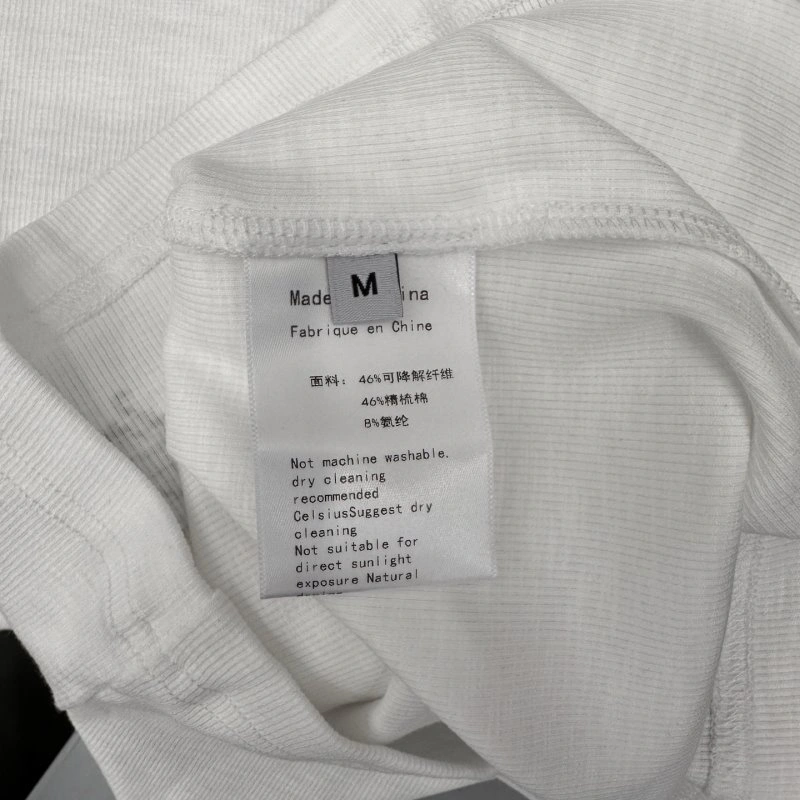 M
Made ina
Fabrique en Chine
面料： 46%可降解纤维
46%精梳棉
8%氨纶
Not machine washable.
dry cleaning
recommended
CelsiusSuggest dry
cleaning
Not suitable for
direct sunlight
exposure Natural